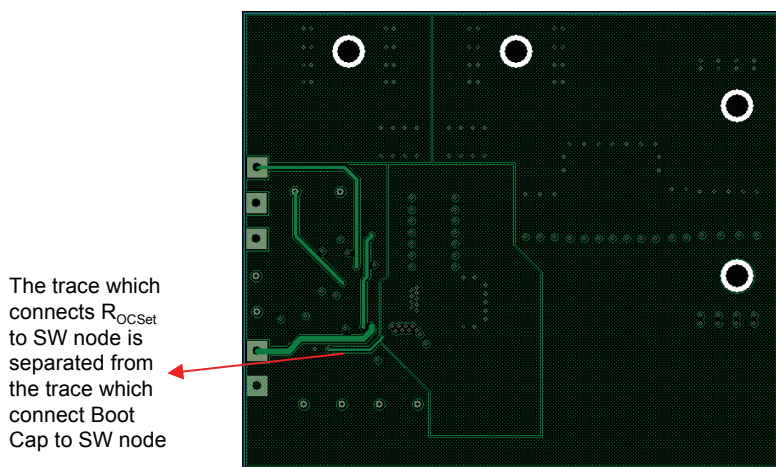 The trace which
connects ROCSet
to SW node is
separated from
the trace which
connect Boot
Cap to SW node